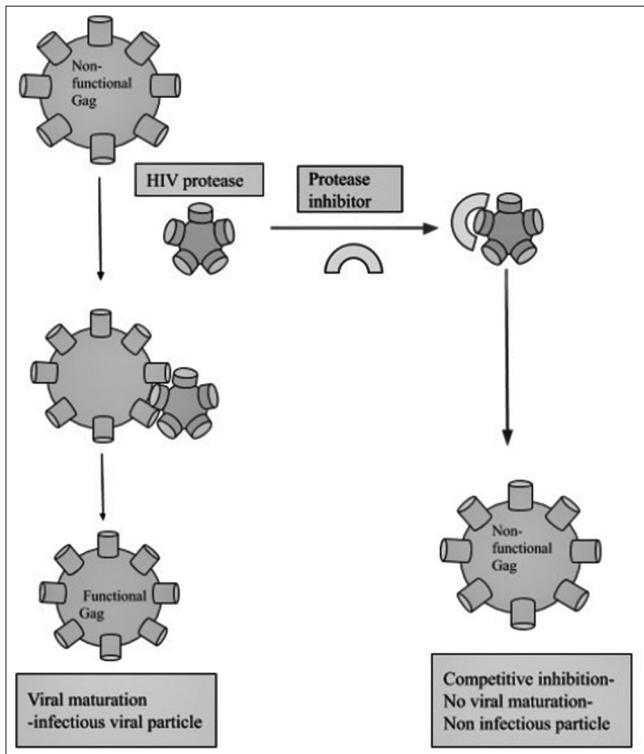 Non-
functional
Gag
HIV protease
Protease
inhibitor
Functional
Gag
Non-
functional
Gag
Viral maturation
-infectious viral particle
Competitive inhibition-
No viral maturation-
Non infectious particle